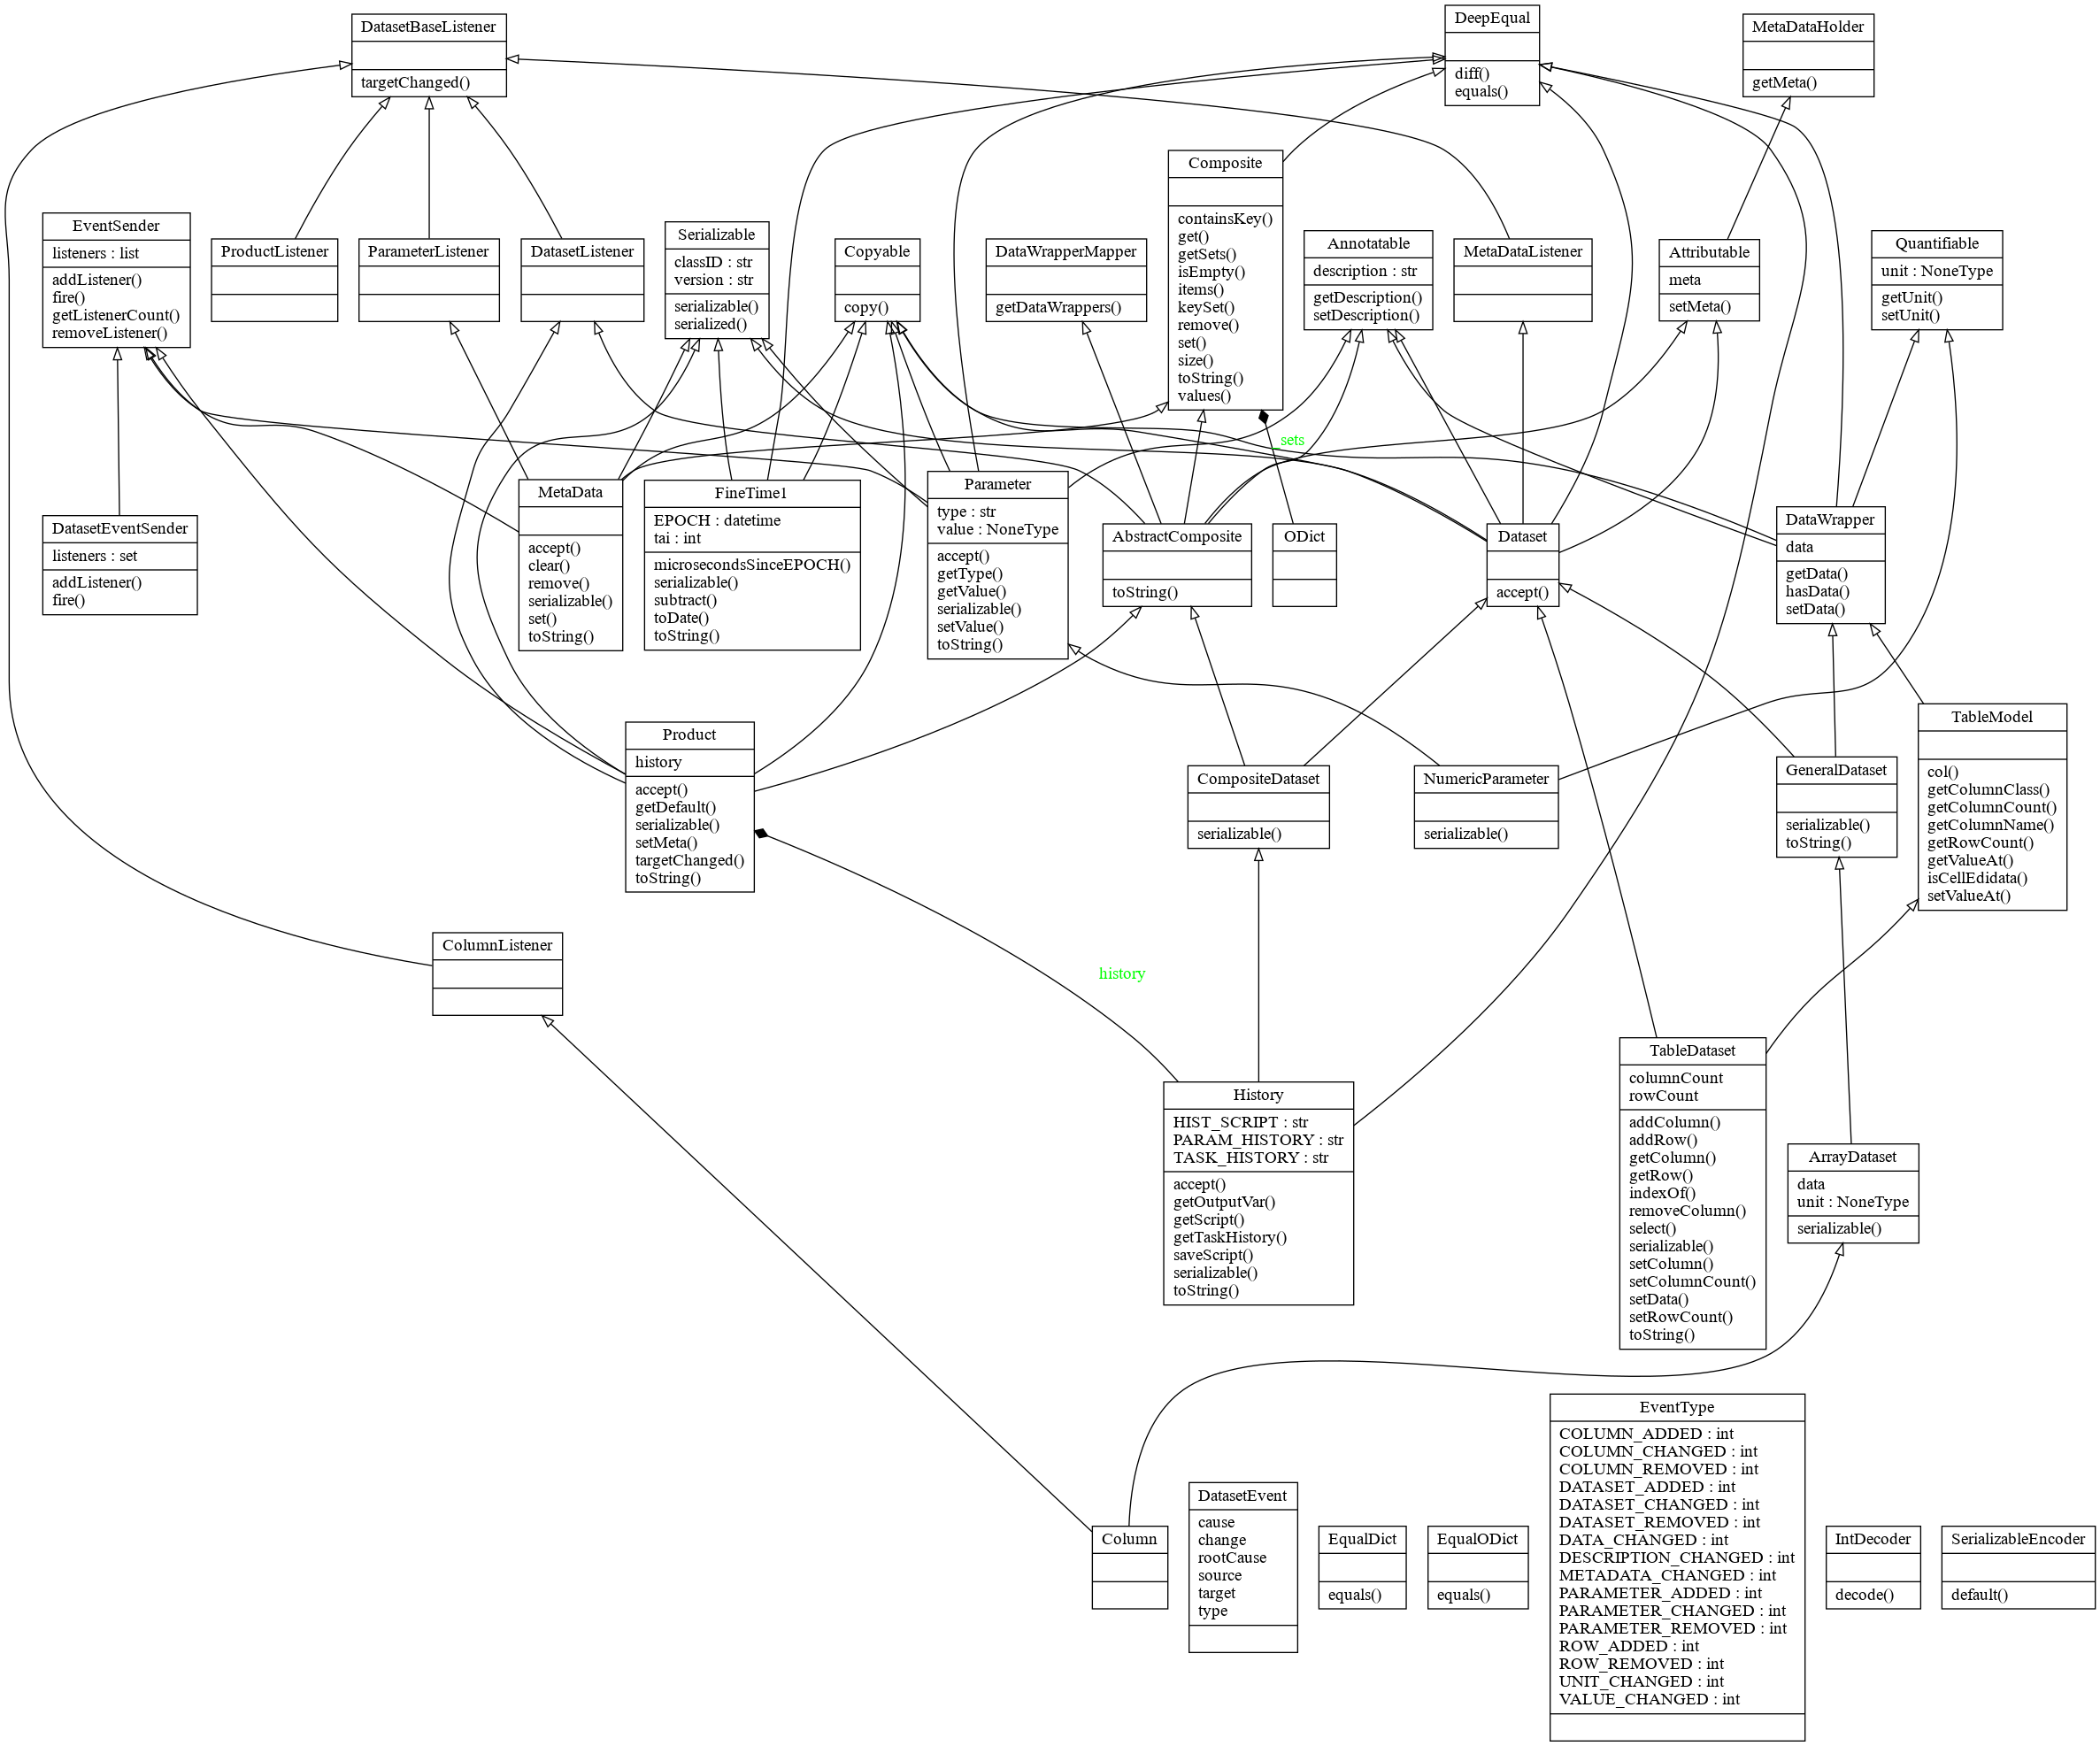 DatasetBaseListener
targetChanged()
DeepEqual
diff()
equals()
MetaDataHolder
getMeta()
EventSender
listeners : list
addListener()
fire()
getListenerCount()
removeListener()
ProductListener
ParameterListener
DatasetListener
Serializable
classID : str
version : str
serializable()
serialized()
Copyable
copy()
DataWrapperMapper
getDataWrappers()
Composite
containsKey()
get()
getSets()
isEmpty()
items()
keySet()
remove()
set()
size()
toString()
values()
Annotatable
description : str
getDescription()
setDescription()
MetaDataListener
Attributable
meta
setMeta()
Quantifiable
unit : NoneType
getUnit()
setUnit()
_sets
DatasetEventSender
listeners : set
addListener()
fire()
MetaData
accept()
clear()
remove()
serializable()
set()
toString()
FineTime1
EPOCH : datetime
tai : int
microsecondsSinceEPOCH()
serializable()
subtract()
toDate()
toString()
Parameter
type : str
value : NoneType
accept()
getType()
getValue()
serializable()
setValue()
toString()
AbstractComposite
toString()
ODict
Dataset
accept()
DataWrapper
data
getData()
hasData()
setData()
Product
history
accept()
getDefault()
serializable()
setMeta()
targetChanged()
toString()
CompositeDataset
serializable()
NumericParameter
serializable()
GeneralDataset
serializable()
toString()
TableModel
col()
getColumnClass()
getColumnCount()
getColumnName()
getRowCount()
getValueAt()
isCellEdidata()
setValueAt()
ColumnListener
history
History
HIST_SCRIPT : str
PARAM_HISTORY : str
TASK_HISTORY : str
accept()
getOutputVar()
getScript()
getTaskHistory()
saveScript()
serializable()
toString()
TableDataset
columnCount
rowCount
addColumn()
addRow()
getColumn()
getRow()
indexOf()
removeColumn()
select()
serializable()
setColumn()
setColumnCount()
setData()
setRowCount()
toString()
ArrayDataset
data
unit : NoneType
serializable()
Column
DatasetEvent
cause
change
rootCause
source
target
type
EqualDict
equals()
EqualODict
equals()
EventType
COLUMN_ADDED : int
COLUMN_CHANGED : int
COLUMN_REMOVED : int
DATASET_ADDED : int
DATASET_CHANGED : int
DATASET_REMOVED : int
DATA_CHANGED : int
DESCRIPTION_CHANGED : int
METADATA_CHANGED : int
PARAMETER_ADDED : int
PARAMETER_CHANGED : int
PARAMETER_REMOVED : int
ROW_ADDED : int
ROW_REMOVED : int
UNIT_CHANGED : int
VALUE_CHANGED : int
IntDecoder
decode()
SerializableEncoder
default()